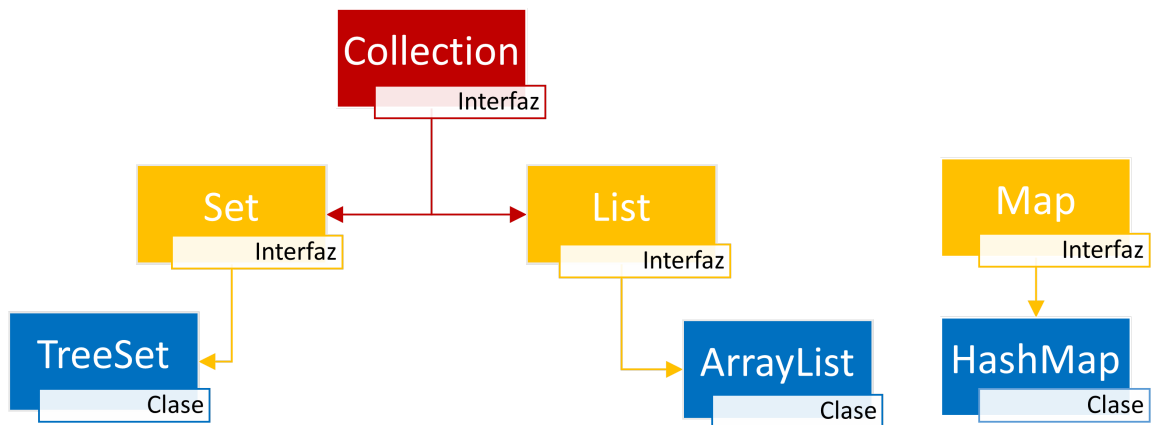 Collection
Interfaz
Set
Interfaz
List
Interfaz
Map
Interfaz
TreeSet
Clase
ArrayList
Clase
HashMap
Clase